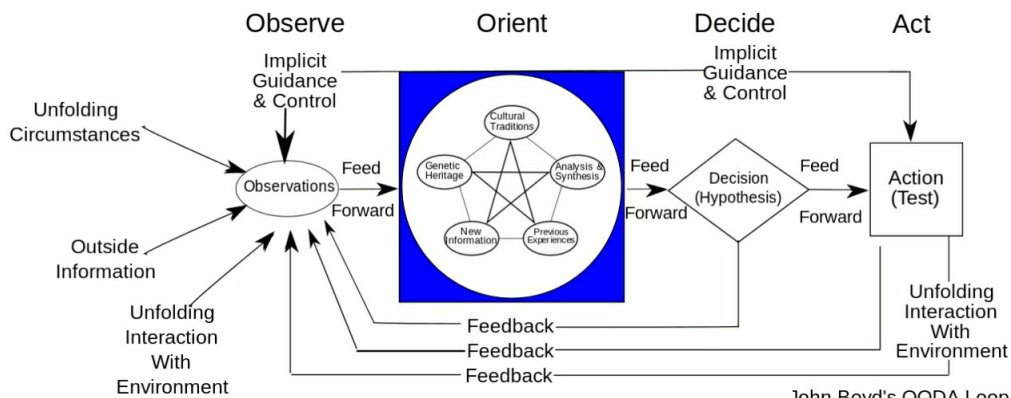 Observe
Orient
Decide
Act
Implicit
Guidance
& Control
Implicit
Guidance
& Control
Unfolding
Circumstances
Observations
Feed
Forward
Cultural
Traditions
Genetic
Heritage
Analysis &
Synthesis
New
Information
Previous
Experiences
Feed
Forward
Decision
(Hypothesis)
Feed
Forward
Action
(Test)
Outside
Information
Unfolding
Interaction
With
Environment
Unfolding
Interaction
With
Environment
Feedback
Feedback
Feedback
John Boyd's OODA Loop